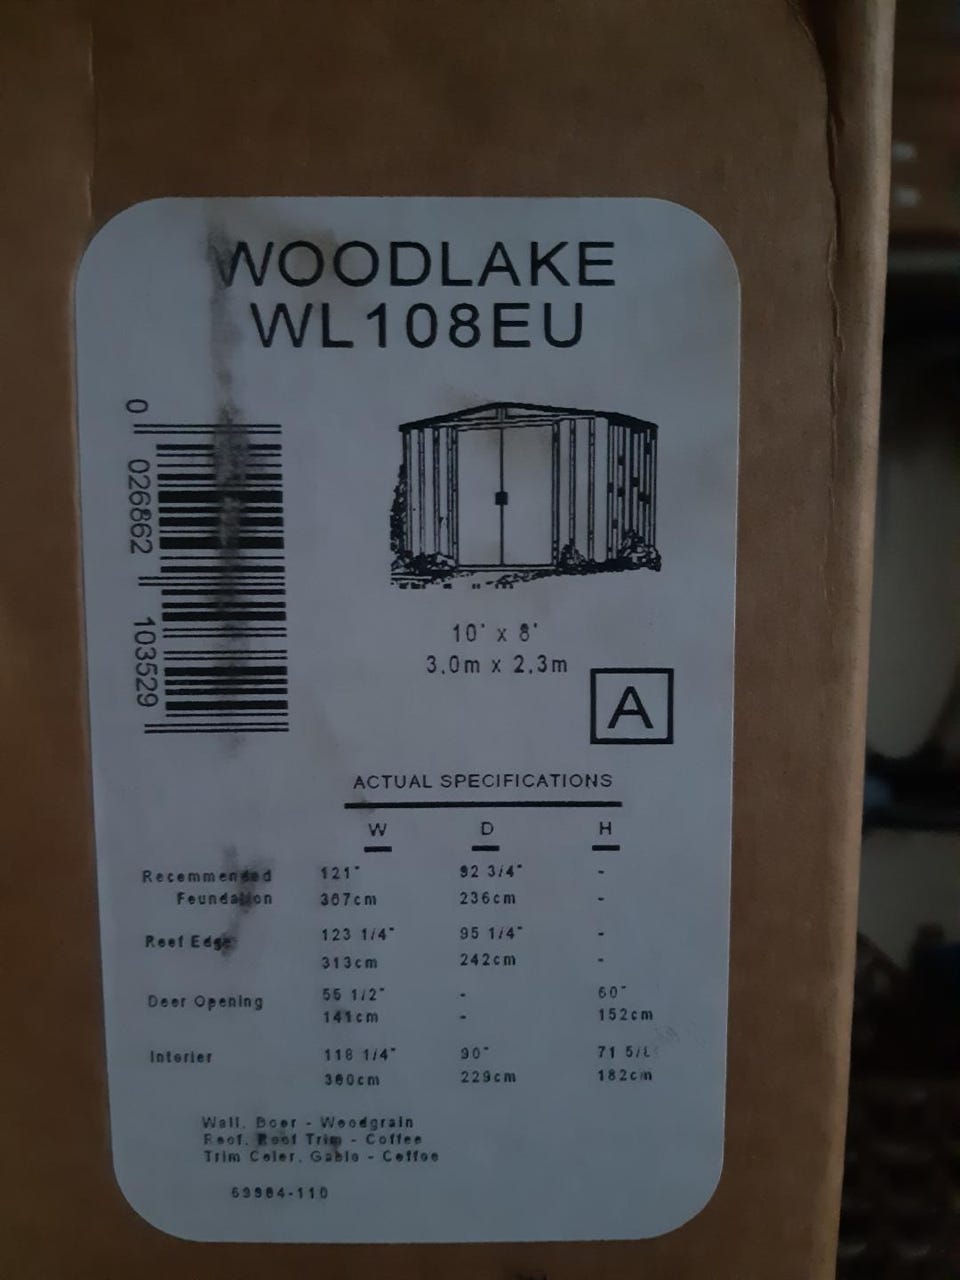 WOODLAKE
WL108EU
0 026862 103529
10' x 8'
3,0m x 2,3m
A
ACTUAL SPECIFICATIONS
W D H
Recommended 121" 92 3/4" -
Foundation 307cm 236cm -
Roof Edge 123 1/4" 95 1/4" -
313cm 242cm -
Door Opening 55 1/2" - 60"
141cm - 152cm
Interior 118 1/4" 90" 71 5/
300cm 229cm 182cm
Wall, Door - Woodgrain
Roof, Roof Trim - Coffee
Trim Color, Gable - Coffee
-110